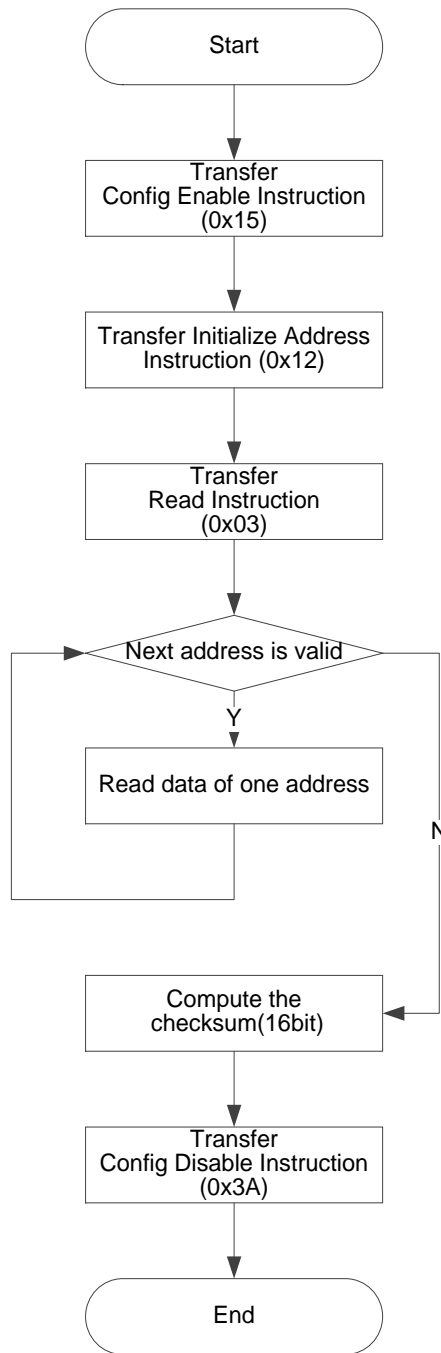 Start
Transfer
Config Enable Instruction
(0x15)
Transfer Initialize Address
Instruction (0x12)
Transfer
Read Instruction
(0x03)
Next address is valid
Y
Read data of one address
N
Compute the
checksum(16bit)
Transfer
Config Disable Instruction
(0x3A)
End